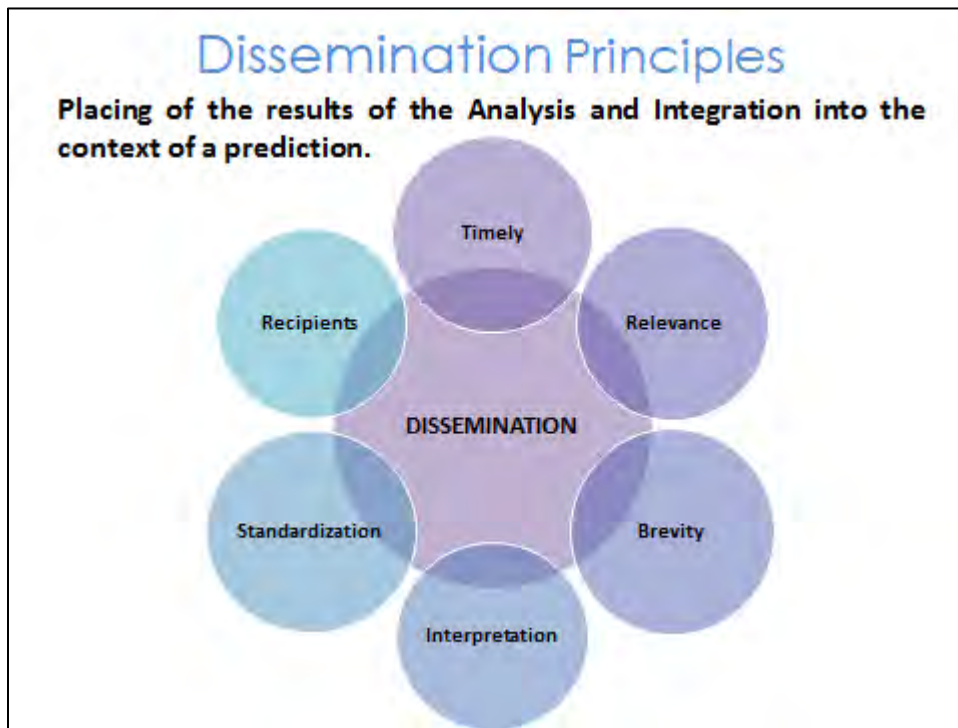 Dissemination Principles
Placing of the results of the Analysis and Integration into the
context of a prediction.
Timely
Recipients
Relevance
DISSEMINATION
Standardization
Brevity
Interpretation